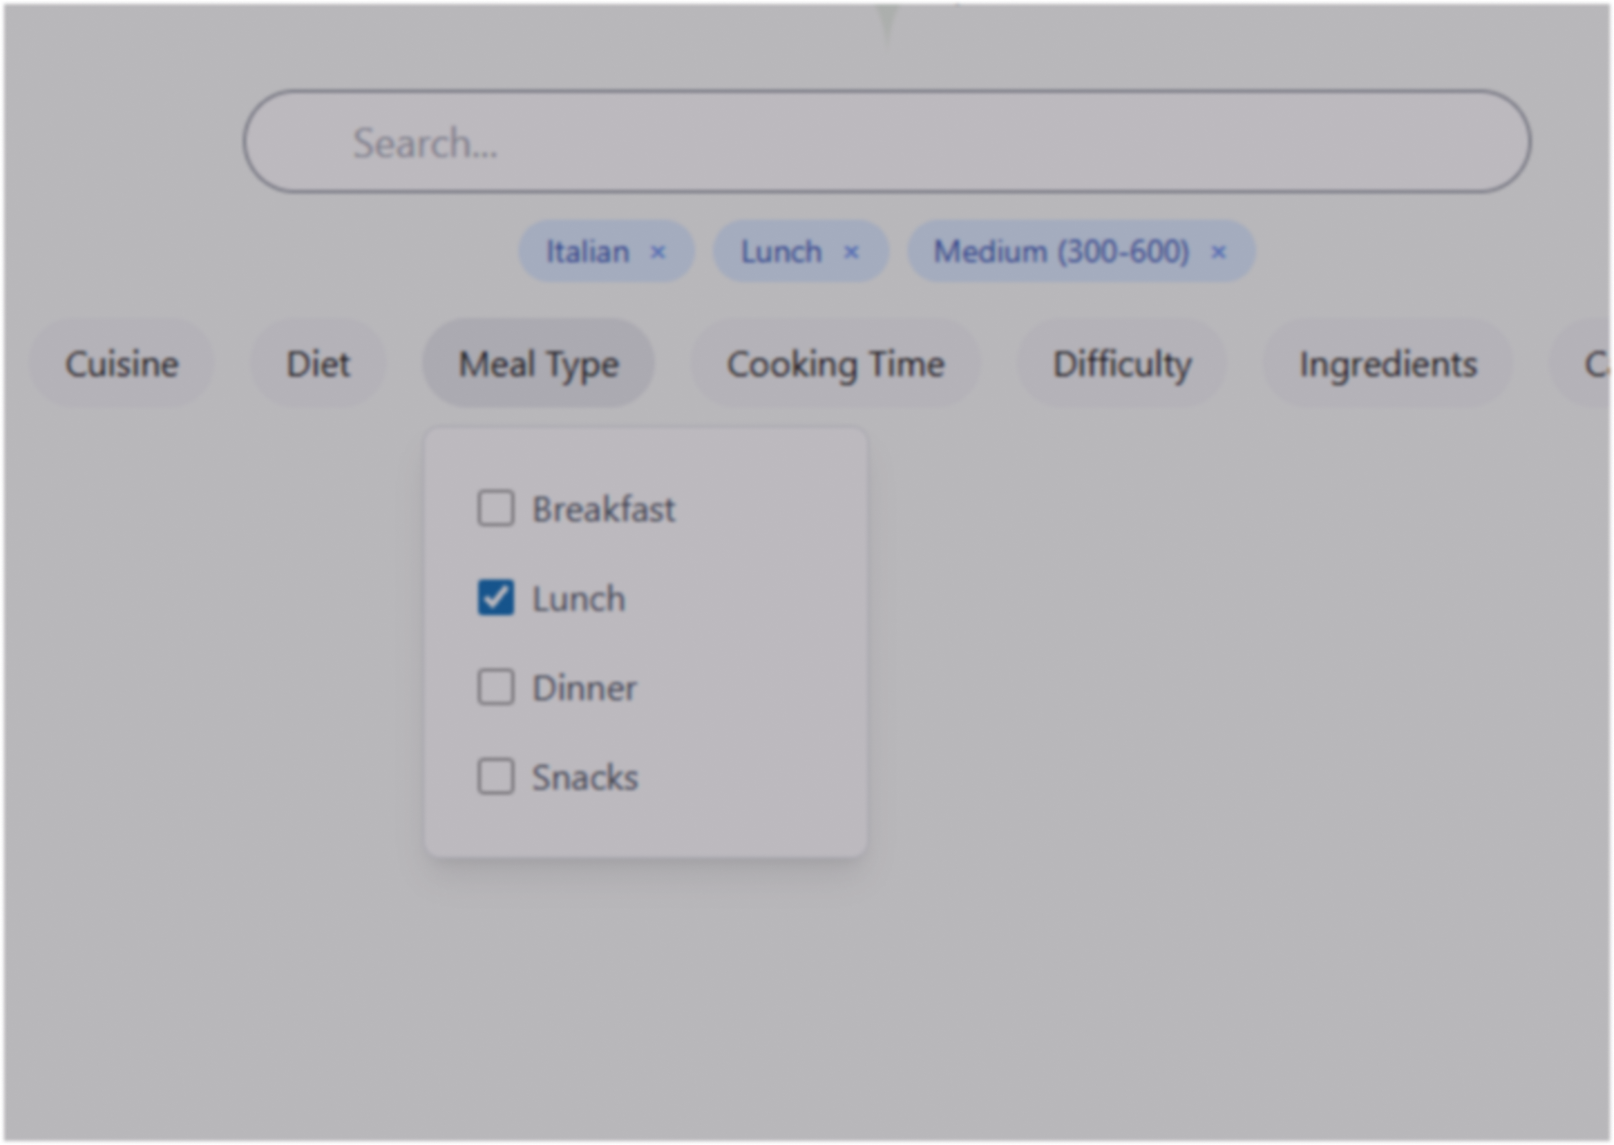 Search...
Italian × Lunch × Medium (300-600) ×
Cuisine Diet Meal Type Cooking Time Difficulty Ingredients
Breakfast
Lunch
Dinner
Snacks